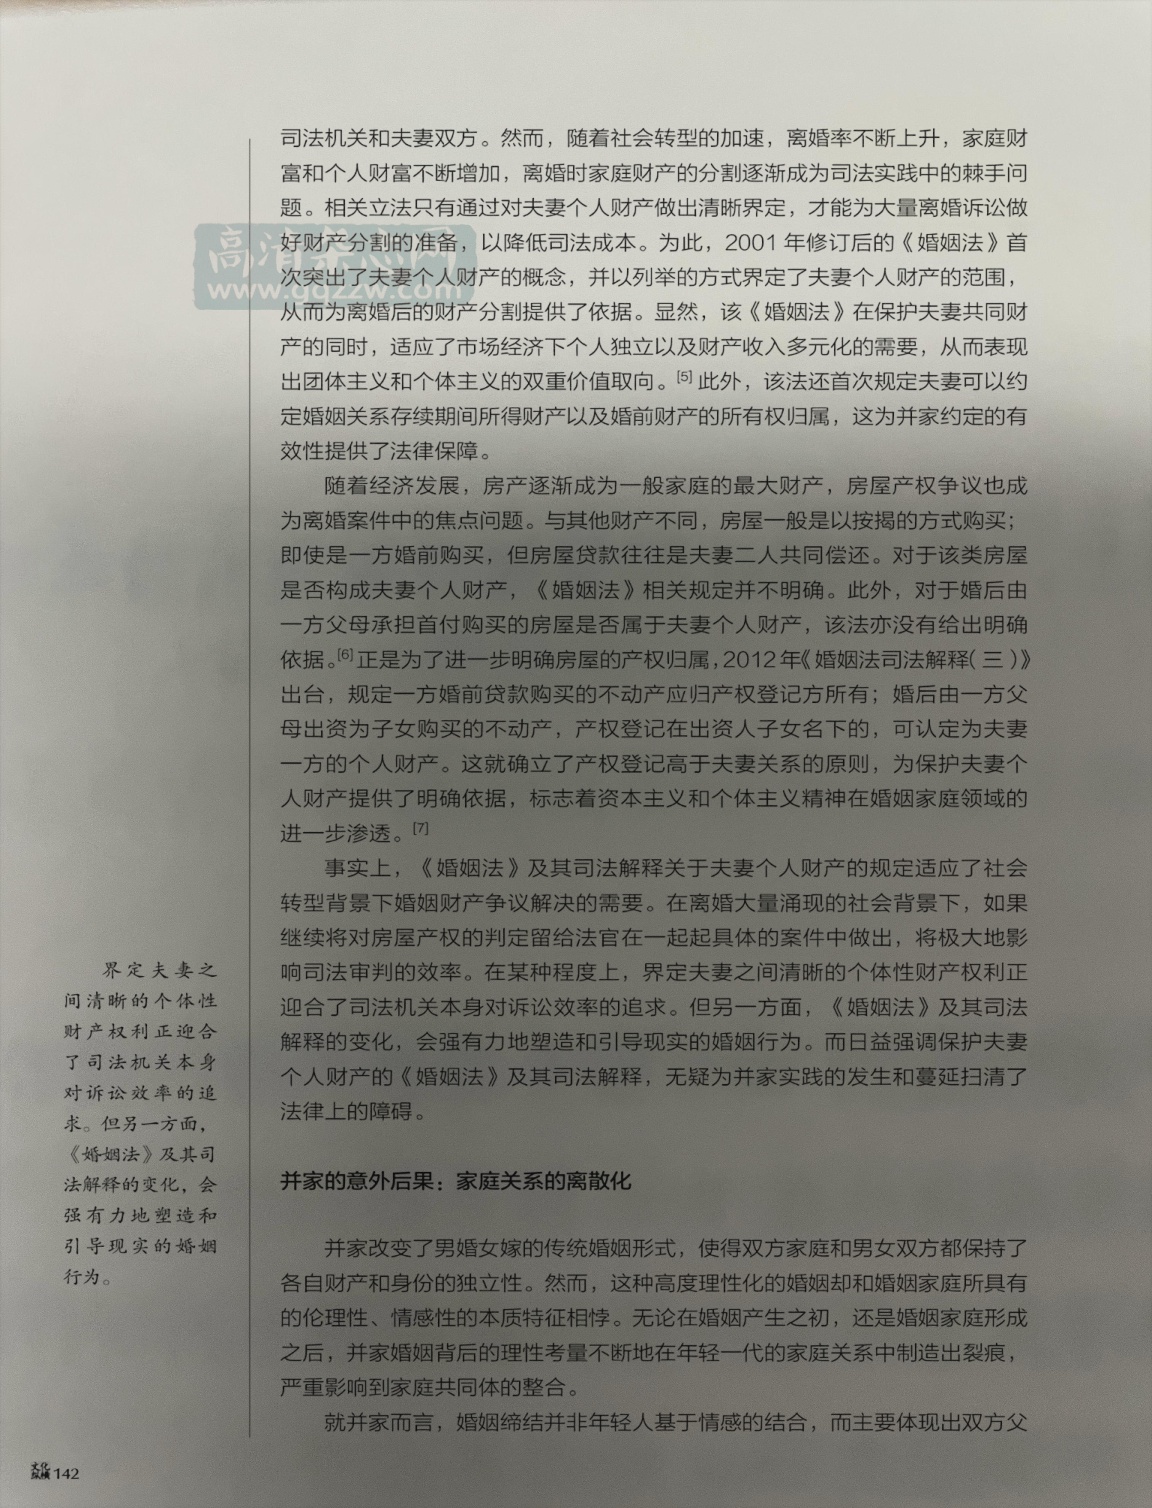 司法机关和夫妻双方。然而，随着社会转型的加速，离婚率不断上升，家庭财
富和个人财富不断增加，离婚时家庭财产的分割逐渐成为司法实践中的棘手问
题。相关立法只有通过对夫妻个人财产做出清晰界定，才能为大量离婚诉讼做
好财产分割的准备，以降低司法成本。为此，2001年修订后的《婚姻法》首
次突出了夫妻个人财产的概念，并以列举的方式界定了夫妻个人财产的范围，
从而为离婚后的财产分割提供了依据。显然，该《婚姻法》在保护夫妻共同财
产的同时，适应了市场经济下个人独立以及财产收入多元化的需要，从而表现
出团体主义和个体主义的双重价值取向。[5]此外，该法还首次规定夫妻可以约
定婚姻关系存续期间所得财产以及婚前财产的所有权归属，这为并家约定的有
效性提供了法律保障。
随着经济发展，房产逐渐成为一般家庭的最大财产，房屋产权争议也成
为离婚案件中的焦点问题。与其他财产不同，房屋一般是以按揭的方式购买；
即使是一方婚前购买，但房屋贷款往往是夫妻二人共同偿还。对于该类房屋
是否构成夫妻个人财产，《婚姻法》相关规定并不明确。此外，对于婚后由
一方父母承担首付购买的房屋是否属于夫妻个人财产，该法亦没有给出明确
依据。[6]正是为了进一步明确房屋的产权归属，2012年《婚姻法司法解释（三）》
出台，规定一方婚前贷款购买的不动产应归产权登记方所有；婚后由一方父
母出资为子女购买的不动产，产权登记在出资人子女名下的，可认定为夫妻
一方的个人财产。这就确立了产权登记高于夫妻关系的原则，为保护夫妻个
人财产提供了明确依据，标志着资本主义和个体主义精神在婚姻家庭领域的
进一步渗透。[7]
事实上，《婚姻法》及其司法解释关于夫妻个人财产的规定适应了社会
转型背景下婚姻财产争议解决的需要。在离婚大量涌现的社会背景下，如果
继续将对房屋产权的判定留给法官在一起起具体的案件中做出，将极大地影
响司法审判的效率。在某种程度上，界定夫妻之间清晰的个体性财产权利正
迎合了司法机关本身对诉讼效率的追求。但另一方面，《婚姻法》及其司法
解释的变化，会强有力地塑造和引导现实的婚姻行为。而日益强调保护夫妻
个人财产的《婚姻法》及其司法解释，无疑为并家实践的发生和蔓延扫清了
法律上的障碍。
并家的意外后果：家庭关系的离散化
并家改变了男婚女嫁的传统婚姻形式，使得双方家庭和男女双方都保持了
各自财产和身份的独立性。然而，这种高度理性化的婚姻却和婚姻家庭所具有
的伦理性、情感性的本质特征相悖。无论在婚姻产生之初，还是婚姻家庭形成
之后，并家婚姻背后的理性考量不断地在年轻一代的家庭关系中制造出裂痕，
严重影响到家庭共同体的整合。
就并家而言，婚姻缔结并非年轻人基于情感的结合，而主要体现出双方父
界定夫妻之
间清晰的个体性
财产权利正迎合
了司法机关本身
对诉讼效率的追
求。但另一方面，
《婚姻法》及其司
法解释的变化，会
强有力地塑造和
引导现实的婚姻
行为。
文化
纵横 142
高清杂志网
www.gqzzw.com